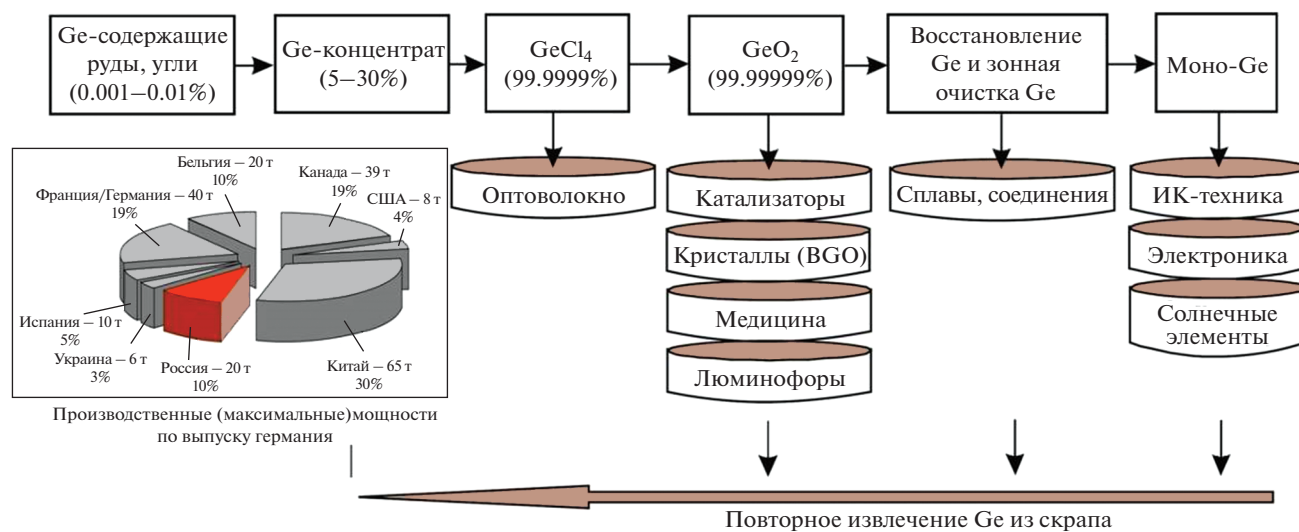 Ge-содержащие
руды, угли
(0.001–0.01%)
Ge-концентрат
(5–30%)
GeCl4
(99.9999%)
GeO2
(99.99999%)
Восстановление
Ge и зонная
очистка Ge
Моно-Ge
Бельгия – 20 т
10%
Канада – 39 т
19%
Франция/Германия – 40 т
19%
США – 8 т
4%
Испания – 10 т
5%
Украина – 6 т
3%
Россия – 20 т
10%
Китай – 65 т
30%
Производственные (максимальные)мощности
по выпуску германия
Оптоволокно
Катализаторы
Кристаллы (BGO)
Медицина
Люминофоры
Сплавы, соединения
ИК-техника
Электроника
Солнечные
элементы
Повторное извлечение Ge из скрапа